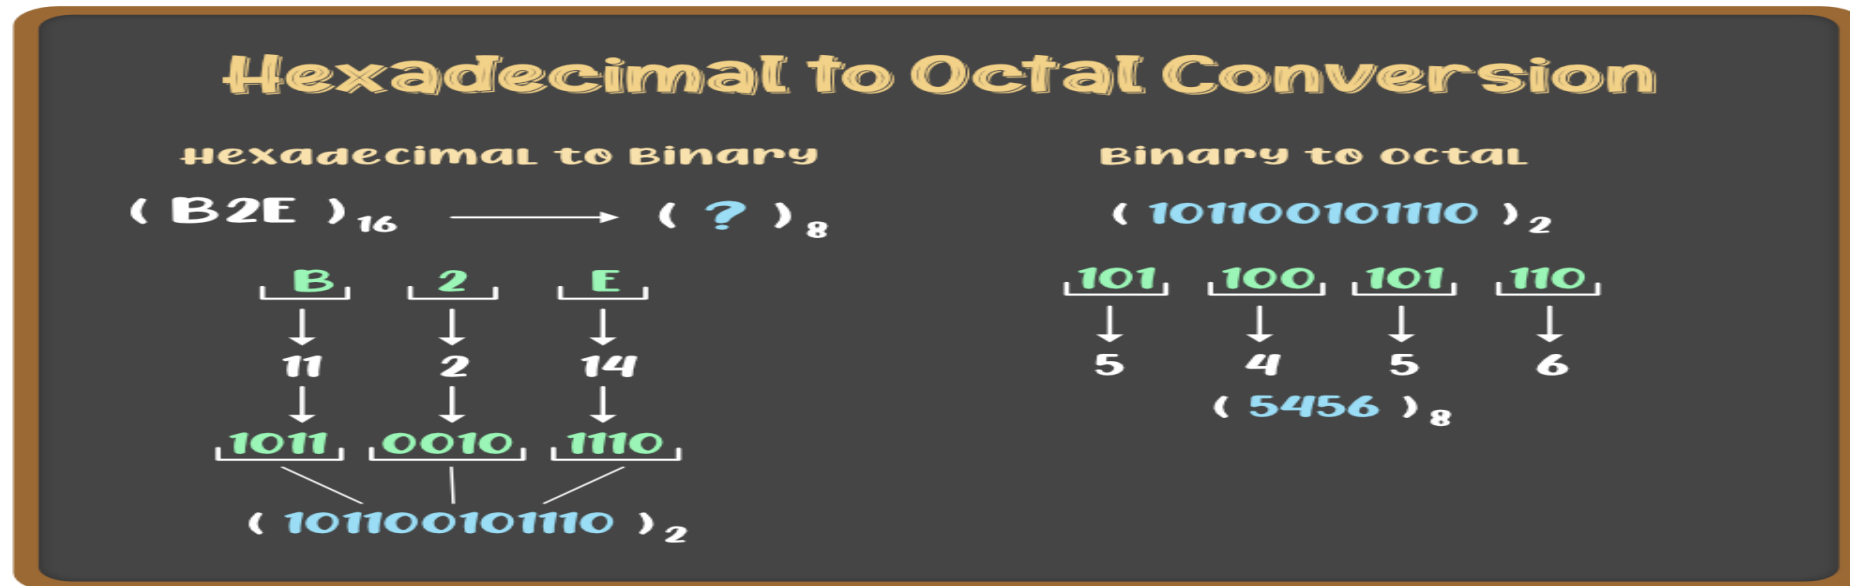 Hexadecimal to Octal Conversion
Hexadecimal to Binary
( B2E )16 ( ? )8
B 2 E
11 2 14
1011 0010 1110
( 101100101110 )2
Binary to Octal
( 101100101110 )2
101 100 101 110
5 4 5 6
( 5456 )8